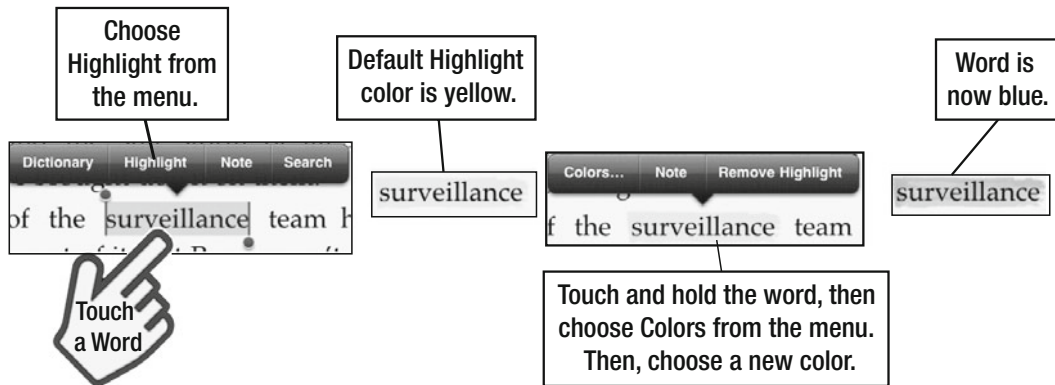 Choose
Highlight from
the menu.
Default Highlight
color is yellow.
Word is
now blue.
Dictionary Highlight Note Search
of the surveillance team h
Touch
a Word
surveillance
Colors... Note Remove Highlight
f the surveillance team
surveillance
Touch and hold the word, then
choose Colors from the menu.
Then, choose a new color.